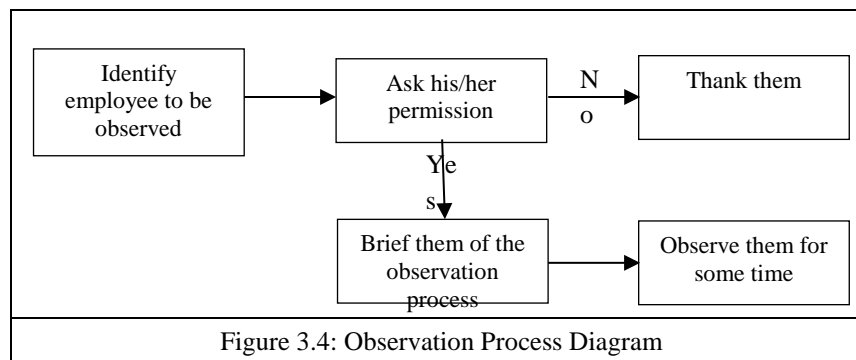 Identify
employee to be
observed
Ask his/her
permission
N
o
Thank them
Ye
s
Brief them of the
observation
process
Observe them for
some time
Figure 3.4: Observation Process Diagram